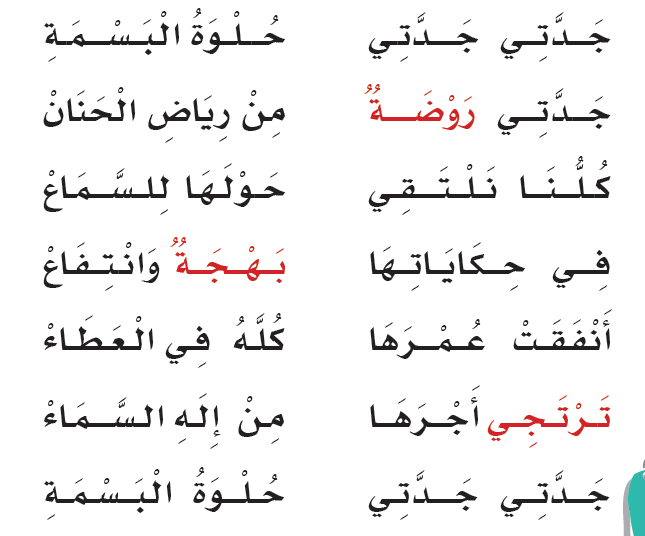 جَدَّتِي جَدَّتِي حُلْوَةُ الْبَسْمَةِ
جَدَّتِي رَوْضَةٌ مِنْ رِيَاضِ الْحَنَانْ
كُلُّنَا نَلْتَقِي حَوْلَهَا لِلسَّمَاعْ
فِي حِكَايَاتِهَا بَهْجَةٌ وَانْتِفَاعْ
أَنْفَقَتْ عُمْرَهَا كُلَّهُ فِي الْعَطَاءْ
تَرْتَجِي أَجْرَهَا مِنْ إِلَهِ السَّمَاءْ
جَدَّتِي جَدَّتِي حُلْوَةُ الْبَسْمَةِ